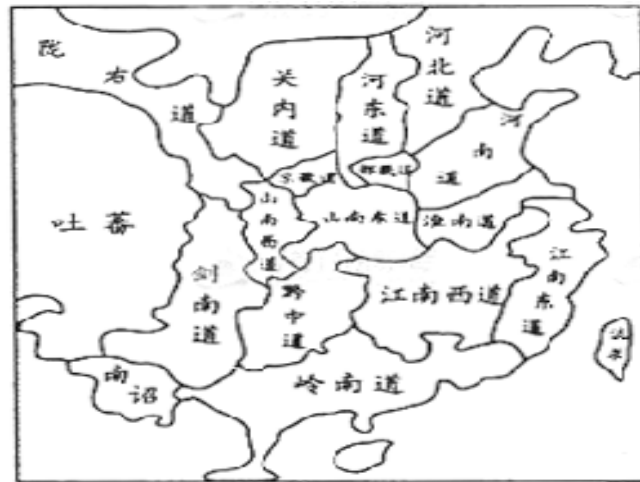 陇右道
关内道
河东道
河北道
河南道
京畿道
都畿道
山南西道
山南东道
淮南道
吐蕃
剑南道
黔中道
江南西道
江南东道
南诏
岭南道